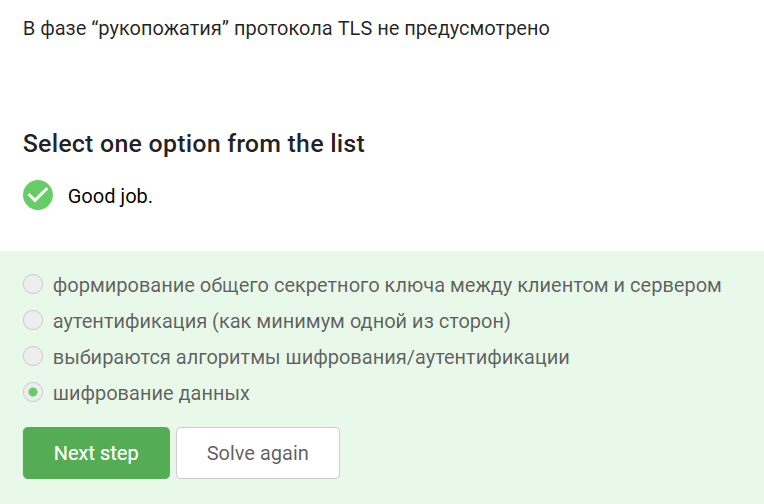 В фазе “рукопожатия” протокола TLS не предусмотрено
Select one option from the list
Good job.
формирование общего секретного ключа между клиентом и сервером
аутентификация (как минимум одной из сторон)
выбираются алгоритмы шифрования/аутентификации
шифрование данных
Next step
Solve again